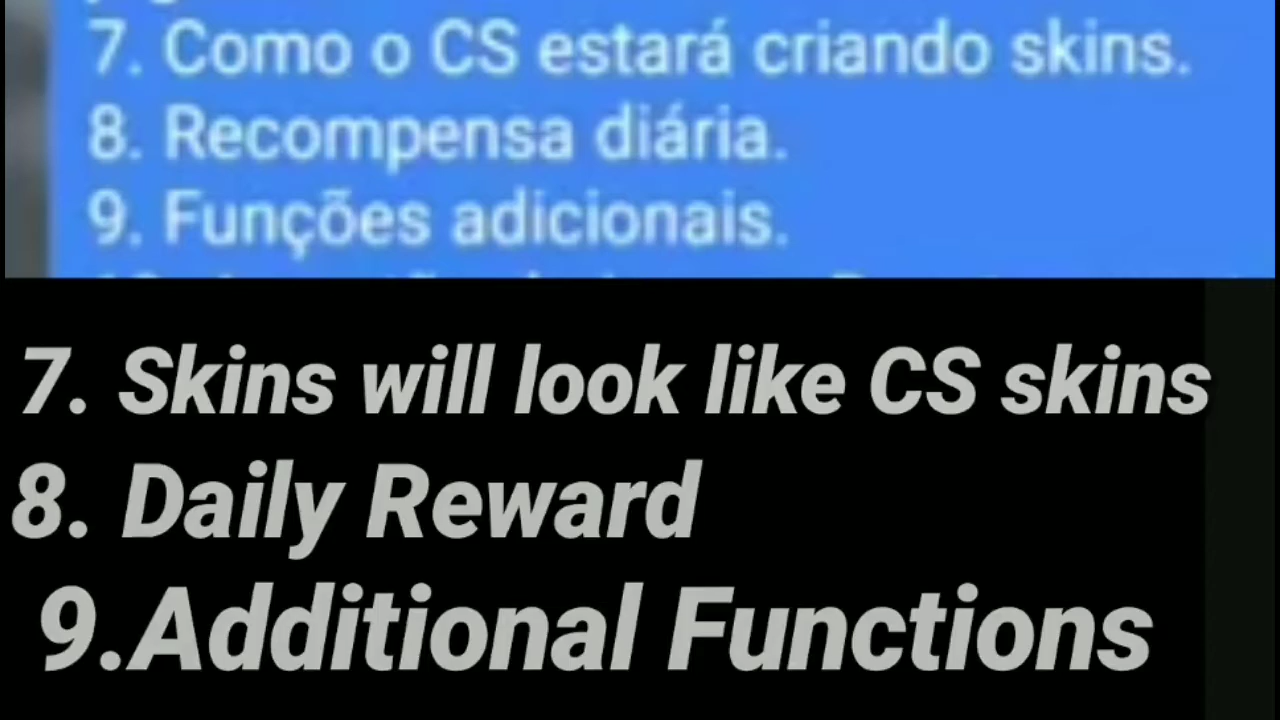 7. Como o CS estará criando skins.
8. Recompensa diária.
9. Funções adicionais.
7. Skins will look like CS skins
8. Daily Reward
9.Additional Functions